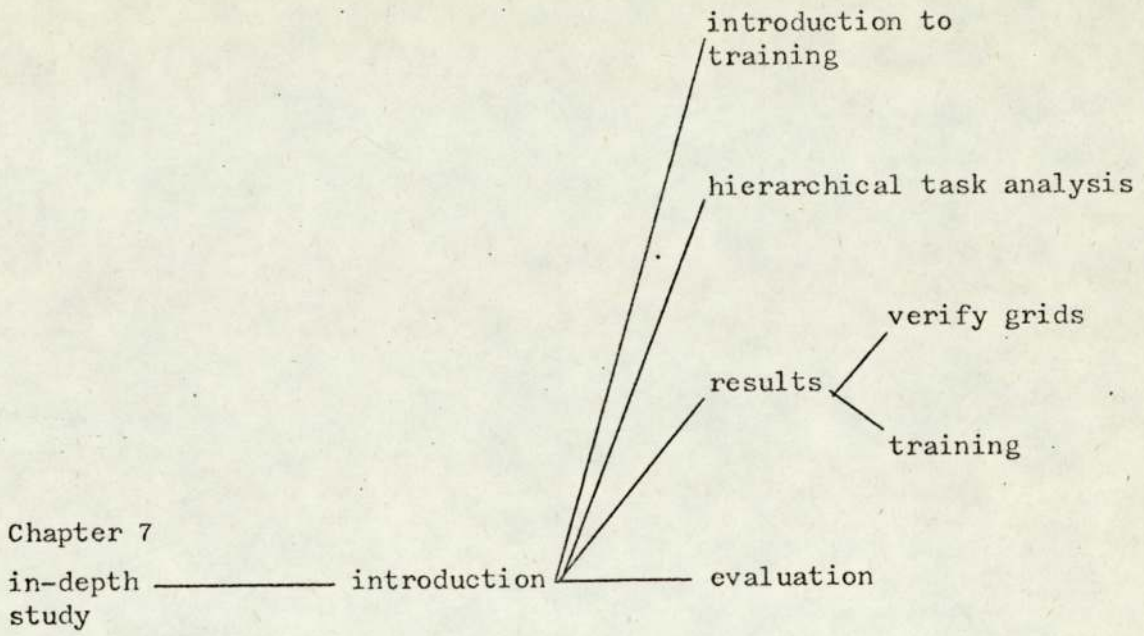 introduction to
training
hierarchical task analysis
verify grids
results
training
Chapter 7
in-depth
study
introduction
evaluation